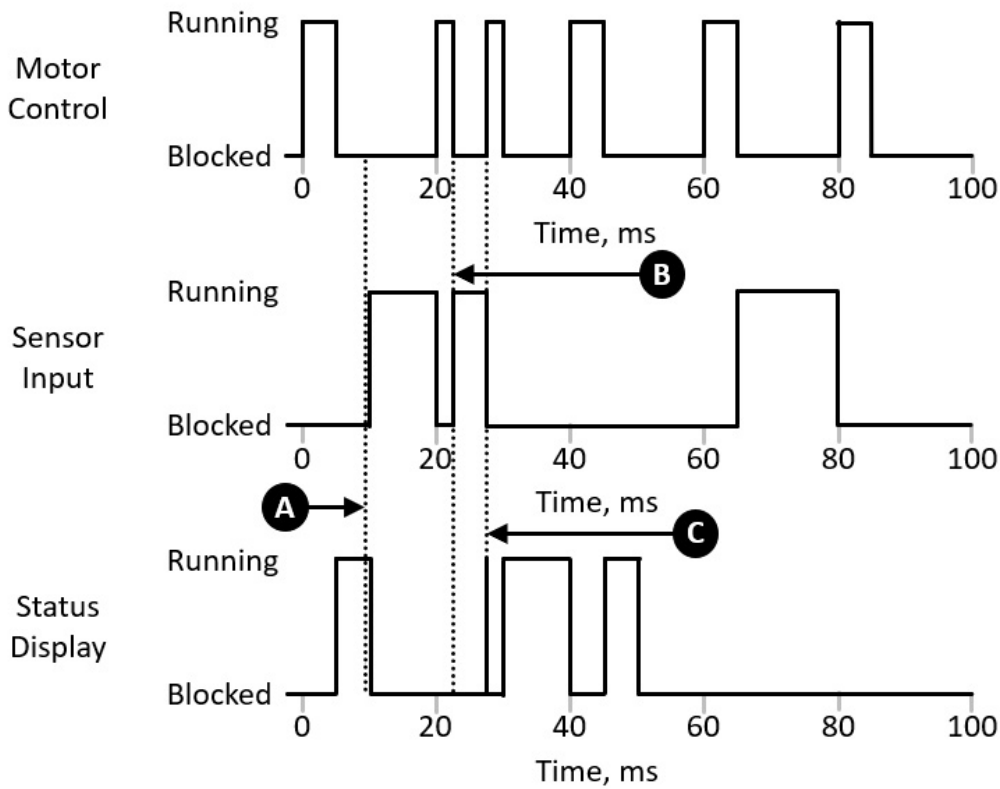 Motor
Control
Running
Blocked
0 20 40 60 80 100
Time, ms
B
Sensor
Input
Running
Blocked
0 20 40 60 80 100
Time, ms
A
C
Status
Display
Running
Blocked
0 20 40 60 80 100
Time, ms